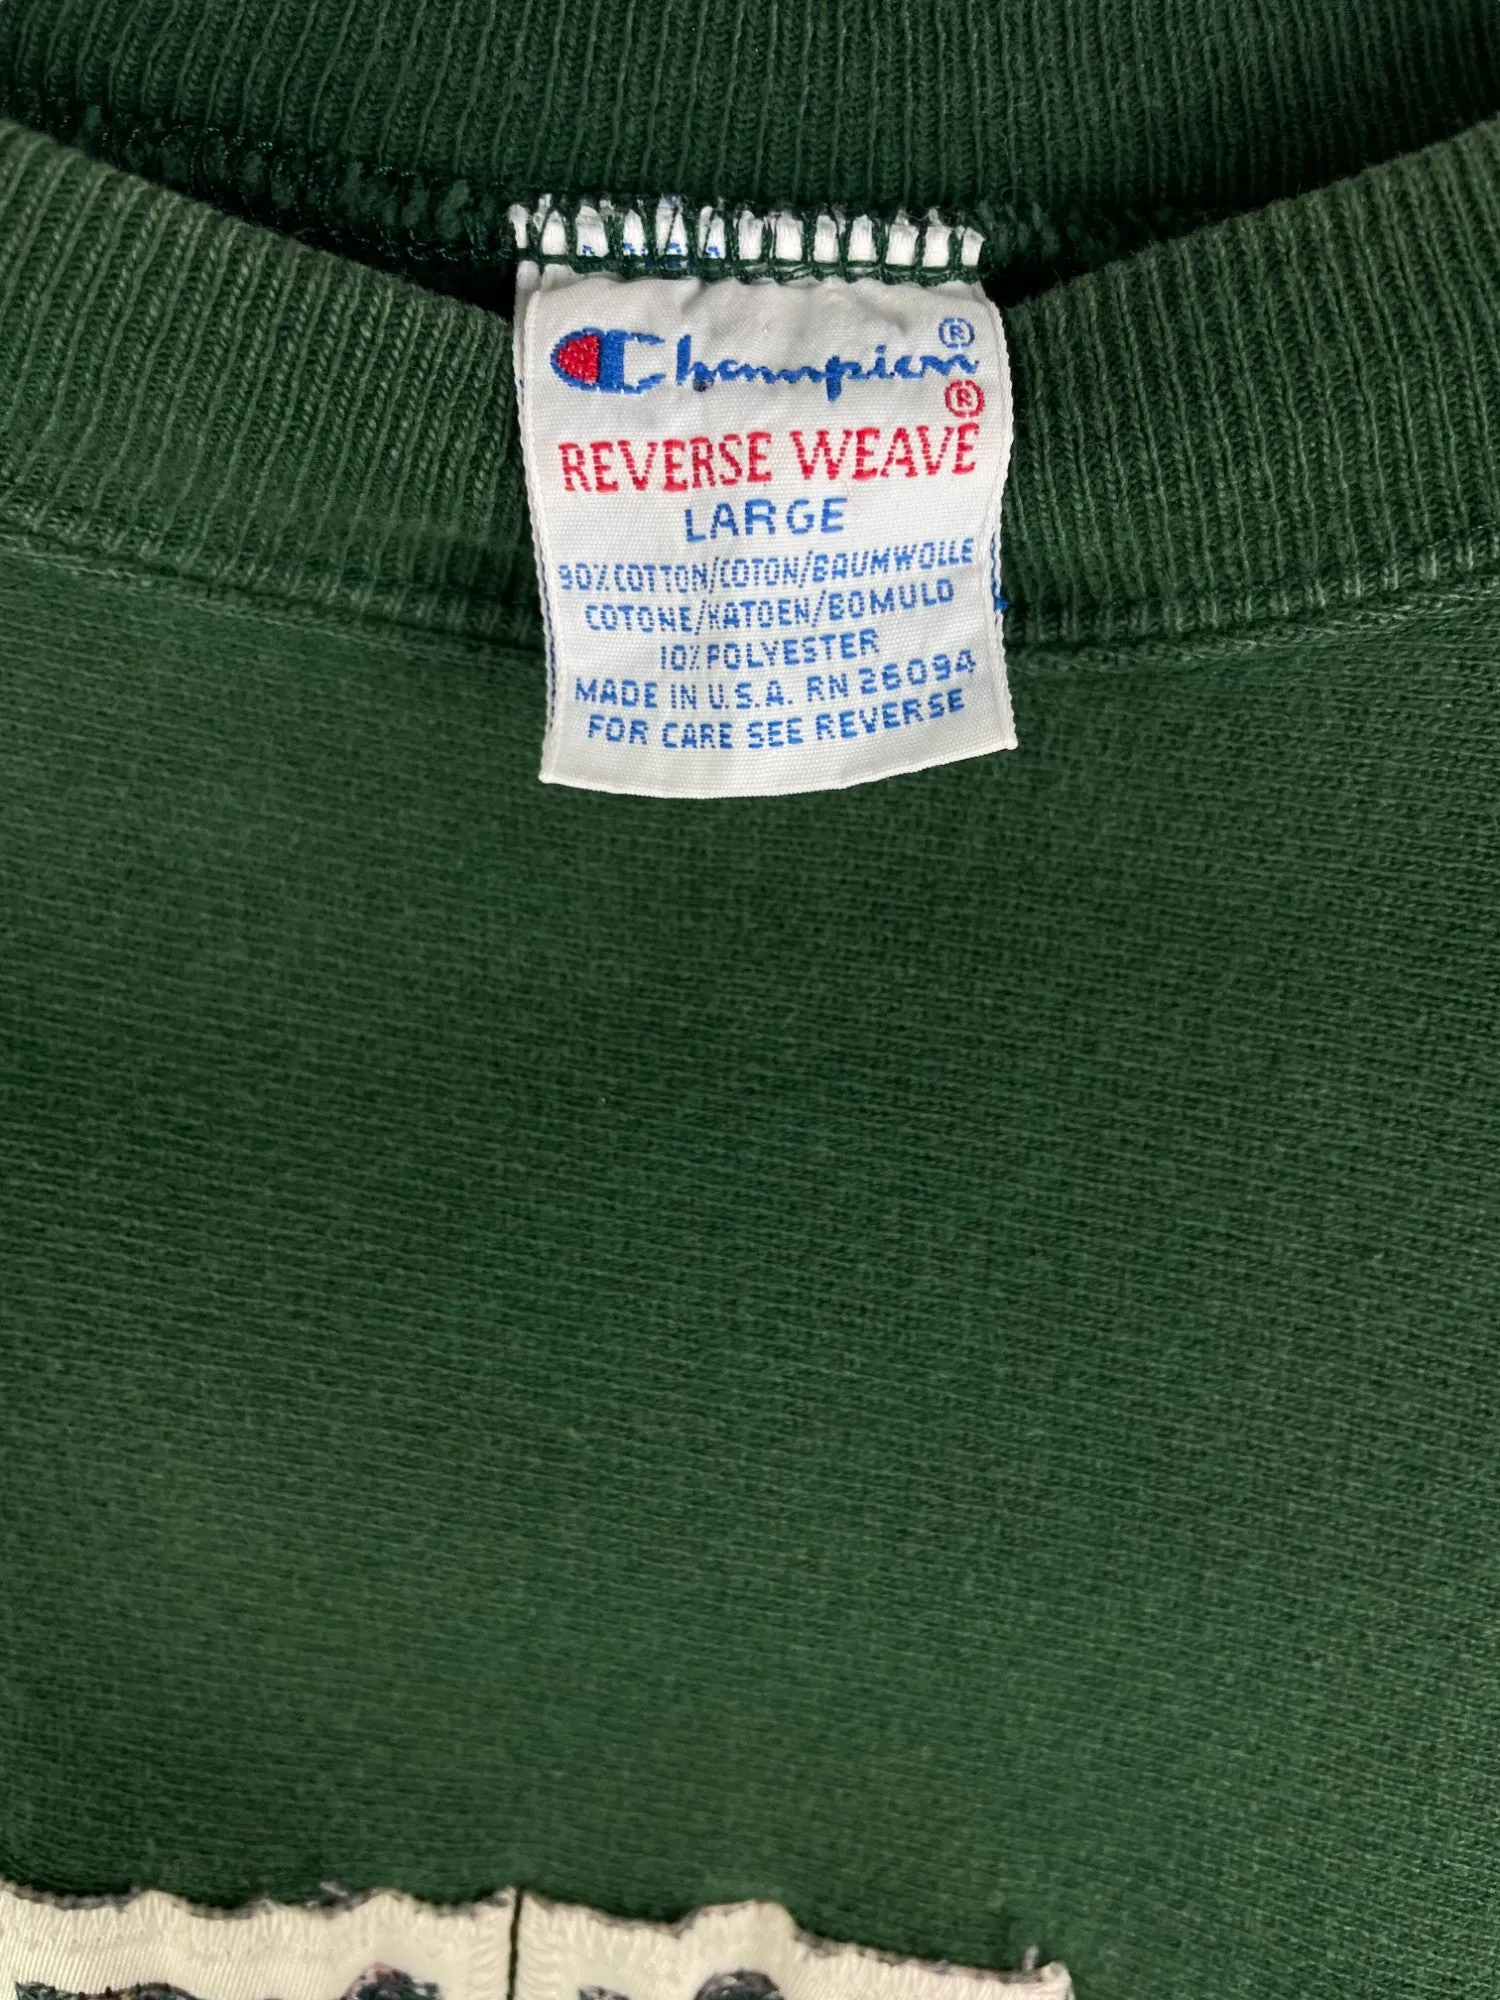 Champion®
®
REVERSE WEAVE
LARGE
90% COTTON/COTON/BAUMWOLLE
COTONE/KATOEN/BOMULD
10% POLYESTER
MADE IN U.S.A. RN 26094
FOR CARE SEE REVERSE